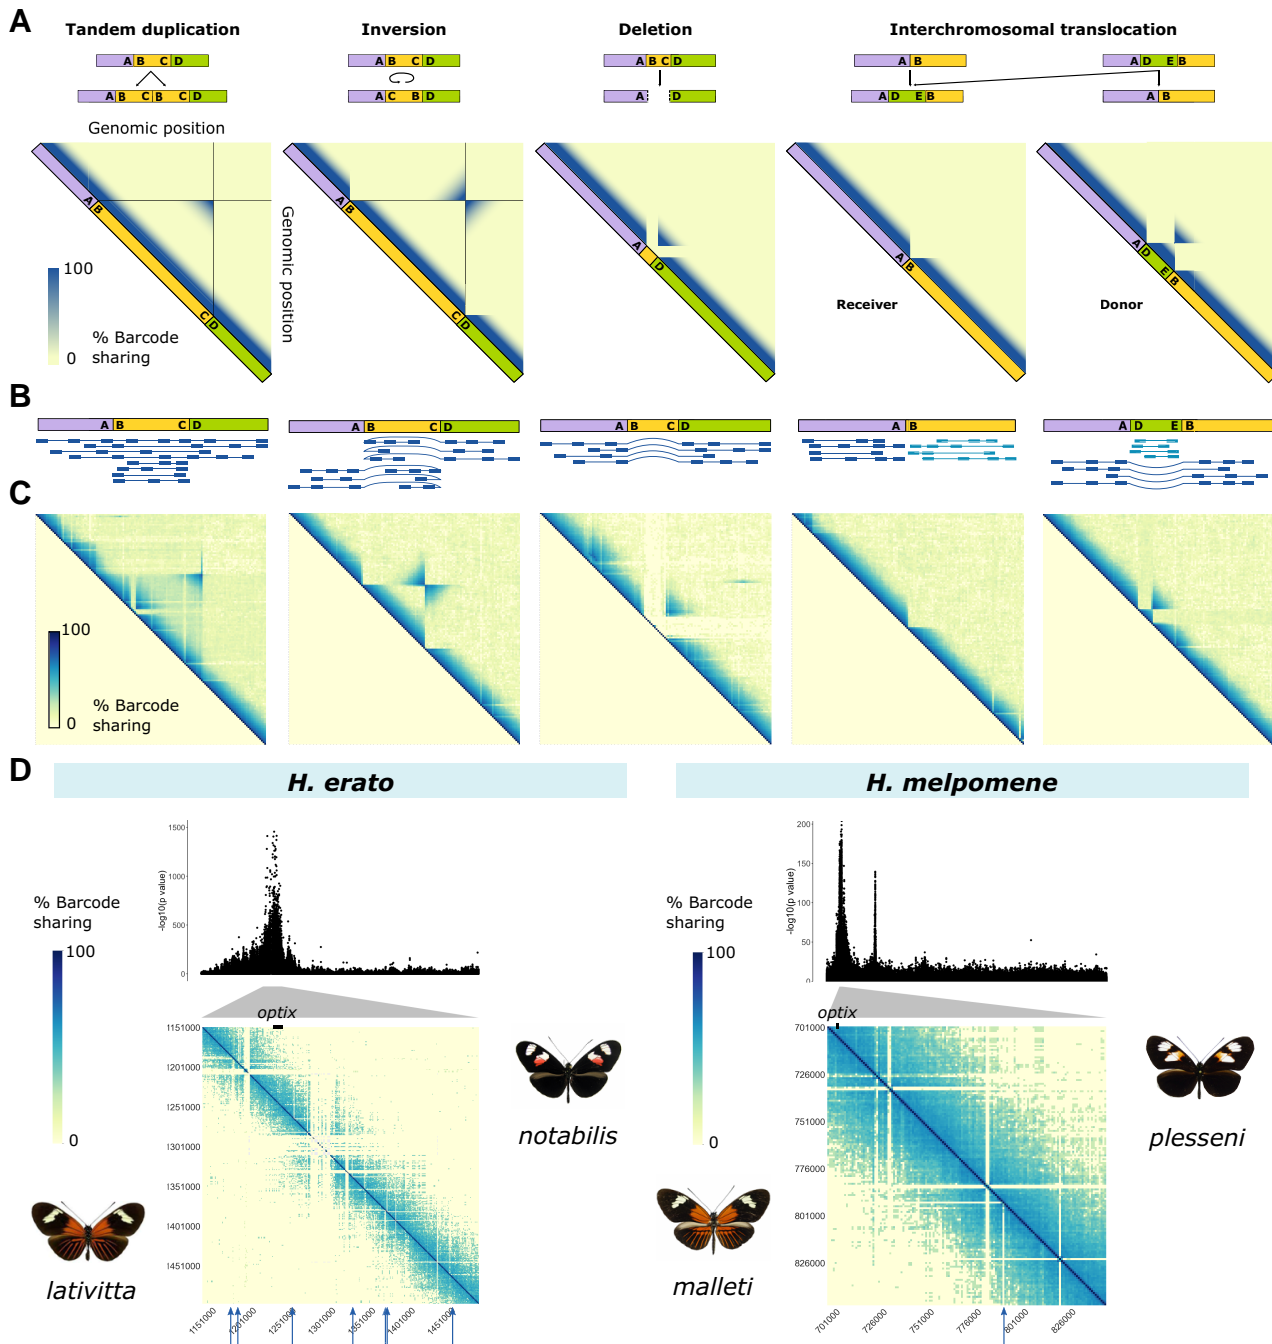 A
Tandem duplication
Inversion
Deletion
Interchromosomal translocation
A B C D
A B C D
A B C D
A B
A D E B
A B C B C D
A C B D
A D
A D E B
A B
Genomic position
Genomic position
A B C D
A B C D
A D
A B
A D E B
100
0
% Barcode
sharing
Receiver
Donor
B
A B C D
A B C D
A B C D
A B
A D E B
C
100
0
% Barcode
sharing
D
H. erato
H. melpomene
1500
1000
500
0
-log10(p value)
200
150
100
50
0
-log10(p value)
% Barcode
sharing
100
0
% Barcode
sharing
100
0
optix
1151000
1201000
1251000
1301000
1351000
1401000
1451000
1151000
1201000
1251000
1301000
1351000
1401000
1451000
notabilis
lativitta
optix
701000
726000
751000
776000
801000
826000
701000
726000
751000
776000
801000
826000
plesseni
malleti